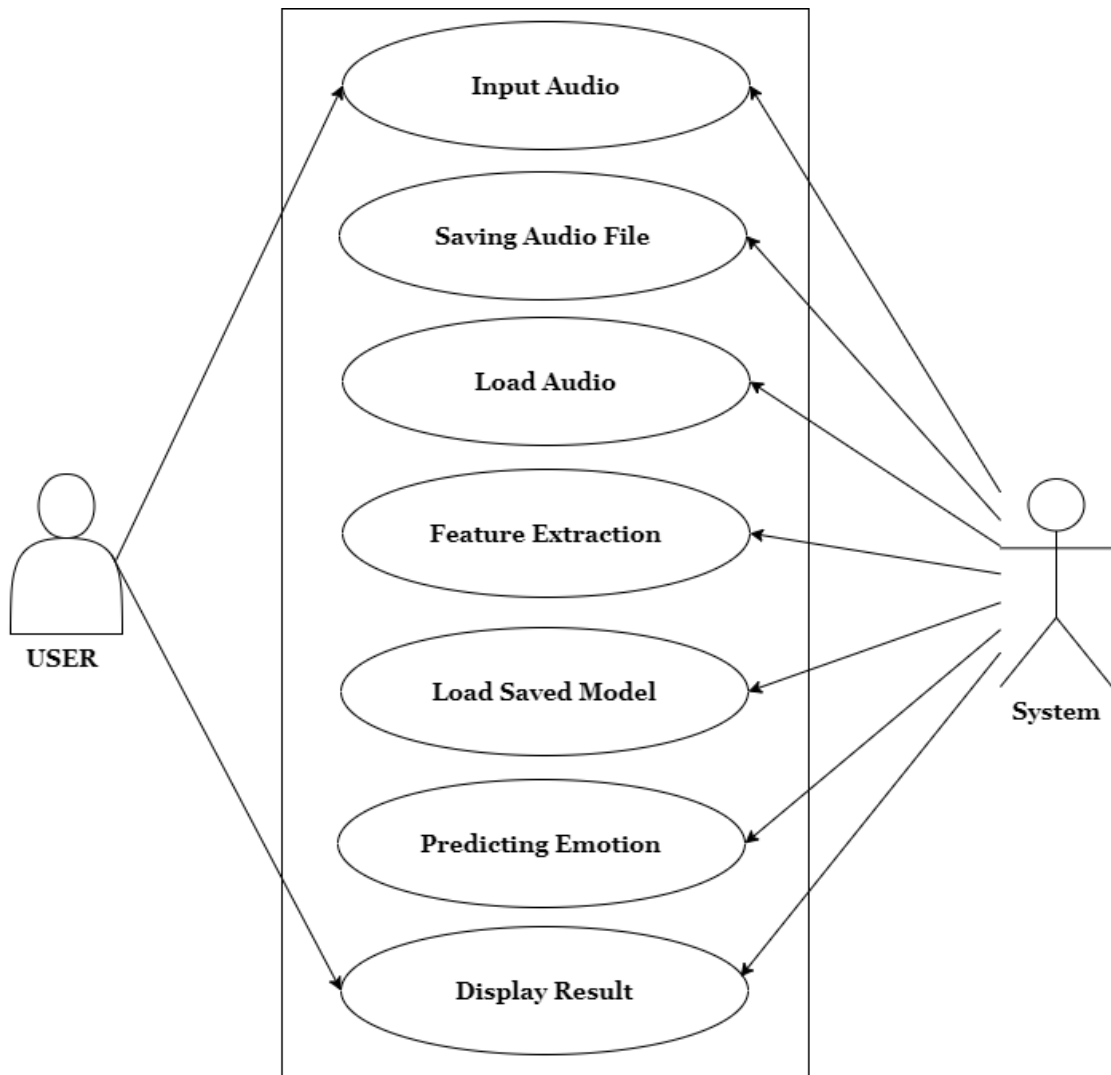 Input Audio
Saving Audio File
Load Audio
Feature Extraction
USER
Load Saved Model
System
Predicting Emotion
Display Result